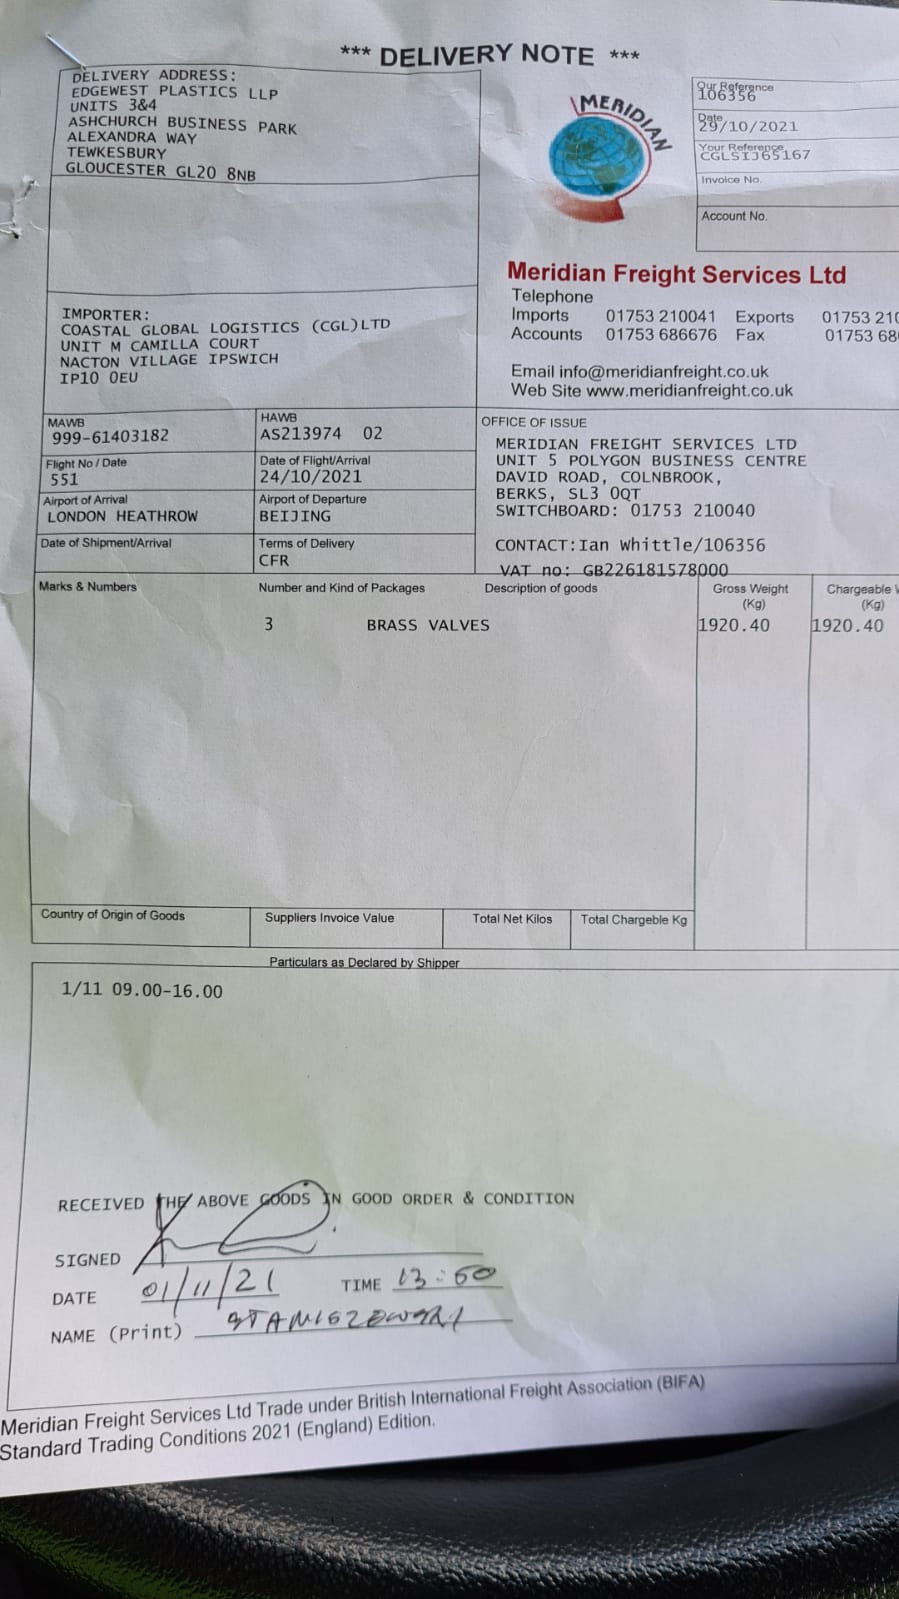 *** DELIVERY NOTE ***
DELIVERY ADDRESS:
EDGEWEST PLASTICS LLP
UNITS 3&4
ASHCHURCH BUSINESS PARK
ALEXANDRA WAY
TEWKESBURY
GLOUCESTER GL20 8NB
MERIDIAN
Our Reference
106356
Date
29/10/2021
Your Reference
CGLSIJ65167
Invoice No.
Account No.
Meridian Freight Services Ltd
Telephone
Imports 01753 210041 Exports 01753 210
Accounts 01753 686676 Fax 01753 68
Email info@meridianfreight.co.uk
Web Site www.meridianfreight.co.uk
IMPORTER:
COASTAL GLOBAL LOGISTICS (CGL)LTD
UNIT M CAMILLA COURT
NACTON VILLAGE IPSWICH
IP10 0EU
MAWB
999-61403182
HAWB
AS213974 02
Flight No / Date
551
Date of Flight/Arrival
24/10/2021
Airport of Arrival
LONDON HEATHROW
Airport of Departure
BEIJING
Date of Shipment/Arrival
Terms of Delivery
CFR
OFFICE OF ISSUE
MERIDIAN FREIGHT SERVICES LTD
UNIT 5 POLYGON BUSINESS CENTRE
DAVID ROAD, COLNBROOK,
BERKS, SL3 0QT
SWITCHBOARD: 01753 210040
CONTACT:Ian Whittle/106356
VAT no: GB226181578000
Marks & Numbers Number and Kind of Packages Description of goods Gross Weight (Kg) Chargeable W (Kg)
3 BRASS VALVES 1920.40 1920.40
Country of Origin of Goods Suppliers Invoice Value Total Net Kilos Total Chargeble Kg
Particulars as Declared by Shipper
1/11 09.00-16.00
RECEIVED THE ABOVE GOODS IN GOOD ORDER & CONDITION
SIGNED
DATE 01/11/21 TIME 13:50
NAME (Print)
Meridian Freight Services Ltd Trade under British International Freight Association (BIFA)
Standard Trading Conditions 2021 (England) Edition.